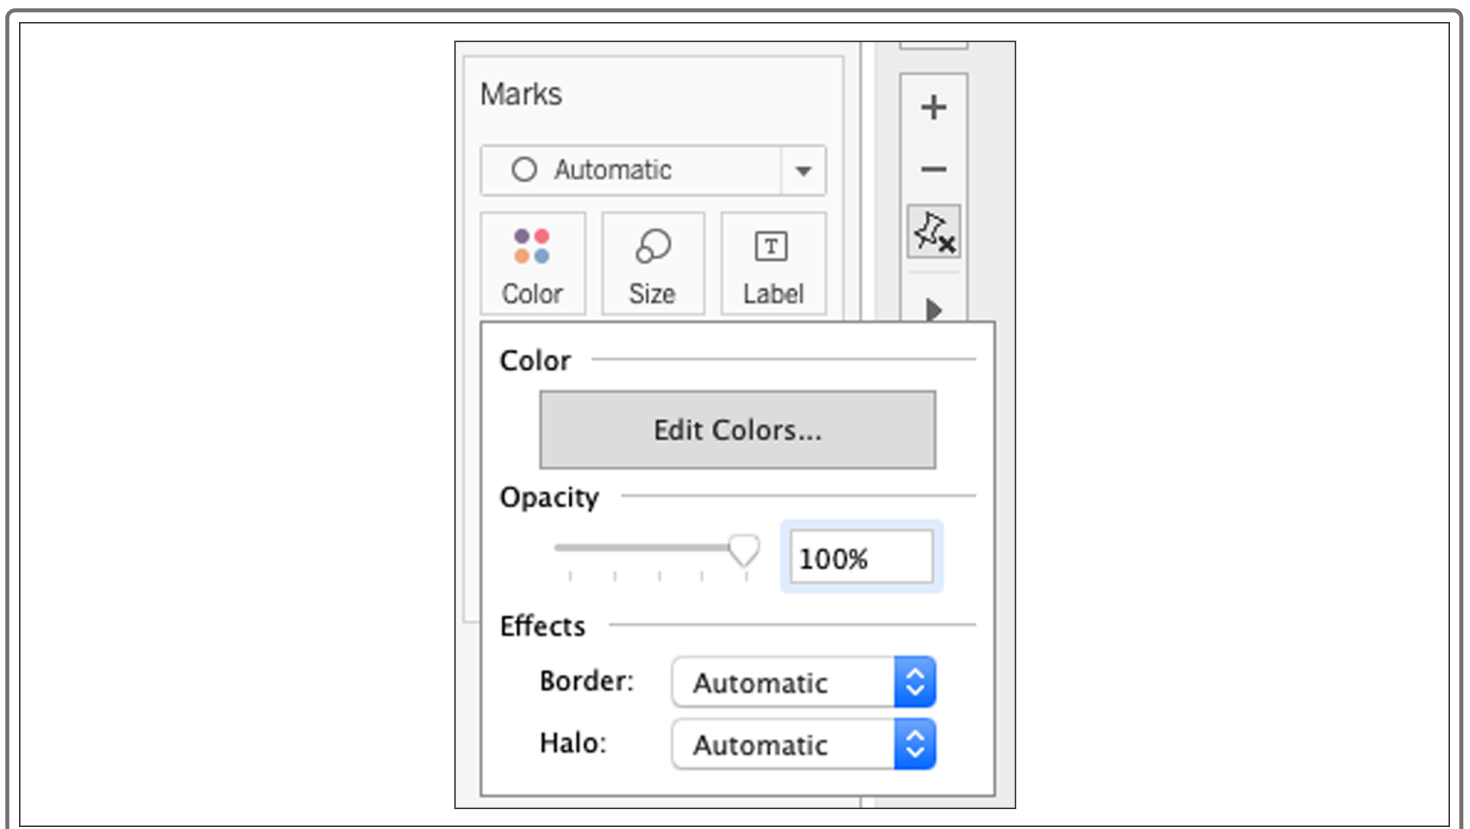 Marks
Automatic
Color Size Label
Color
Edit Colors...
Opacity
100%
Effects
Border: Automatic
Halo: Automatic